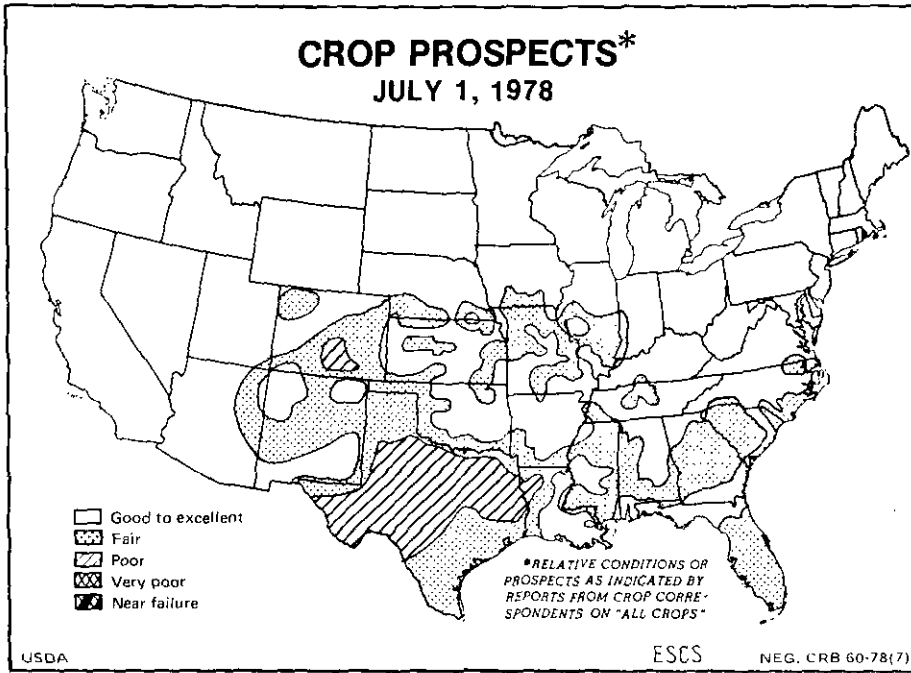 CROP PROSPECTS*
JULY 1, 1978
Good to excellent
Fair
Poor
Very poor
Near failure
*RELATIVE CONDITIONS OR
PROSPECTS AS INDICATED BY
REPORTS FROM CROP CORRE-
SPONDENTS ON "ALL CROPS"
USDA
ESCS
NEG. CRB 60-78(7)